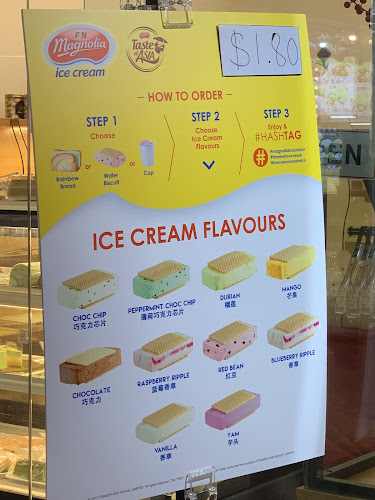 F&N
Magnolia
ice cream
Taste of ASIA
$1.80
HOW TO ORDER
STEP 1
Choose
Rainbow
Bread
or
Wafer
Biscuit
or
Cup
STEP 2
Choose
Ice Cream
Flavours
STEP 3
Enjoy &
#HASHTAG
#
ICE CREAM FLAVOURS
CHOC CHIP
巧克力芯片
PEPPERMINT CHOC CHIP
薄荷巧克力芯片
DURIAN
榴莲
MANGO
芒果
CHOCOLATE
巧克力
RASPBERRY RIPPLE
蓝莓香草
RED BEAN
红豆
BLUEBERRY RIPPLE
香草
VANILLA
香草
YAM
芋头